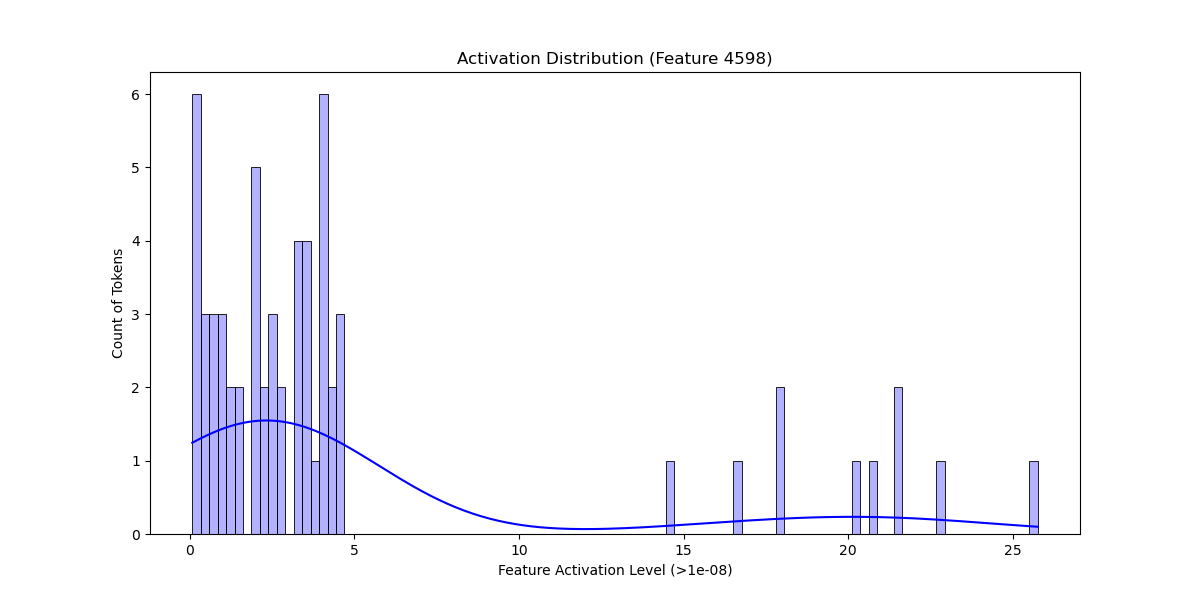 Activation Distribution (Feature 4598)
6
5
4
3
2
1
0
Count of Tokens
0 5 10 15 20 25
Feature Activation Level (>1e-08)